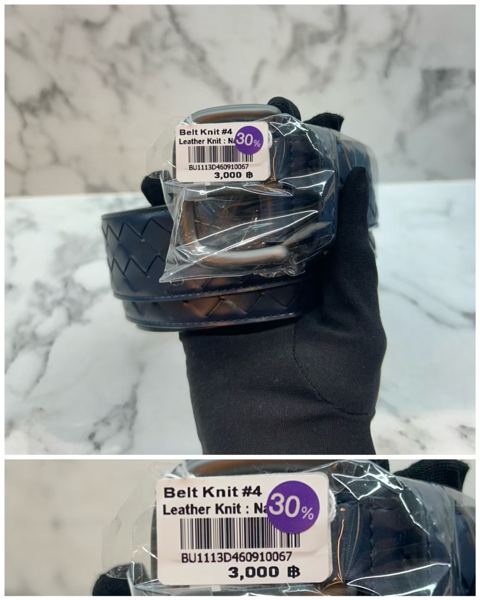 Belt Knit #4
Leather Knit : Na
30%
BU1113D460910067
3,000 ฿
Belt Knit #4
Leather Knit : Na
30%
BU1113D460910067
3,000 ฿